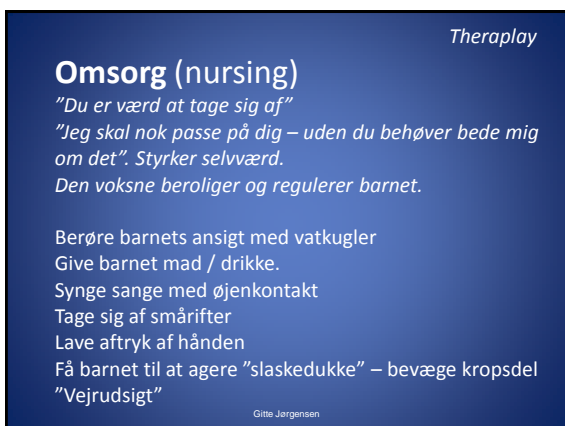 Theraplay
Omsorg (nursing)
”Du er værd at tage sig af”
”Jeg skal nok passe på dig – uden du behøver bede mig
om det”. Styrker selvværd.
Den voksne beroliger og regulerer barnet.
Berøre barnets ansigt med vatkugler
Give barnet mad / drikke.
Synge sange med øjenkontakt
Tage sig af smårifter
Lave aftryk af hånden
Få barnet til at agere ”slaskedukke” – bevæge kropsdel
”Vejrudsigt”
Gitte Jørgensen